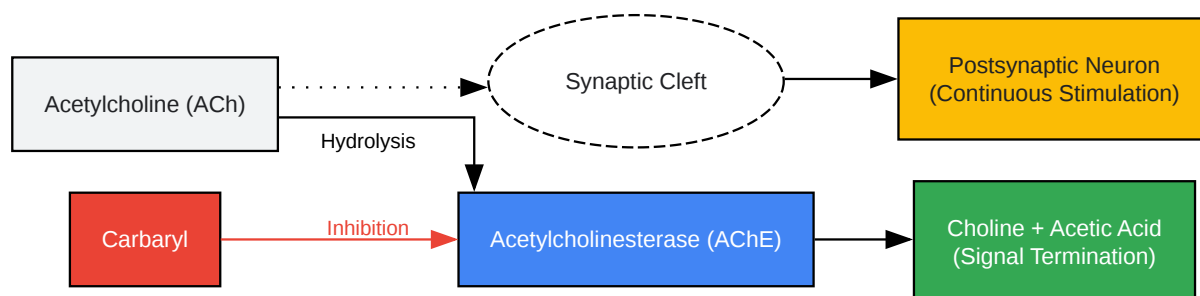 Acetylcholine (ACh)
Synaptic Cleft
Postsynaptic Neuron
(Continuous Stimulation)
Hydrolysis
Carbaryl
Inhibition
Acetylcholinesterase (AChE)
Choline + Acetic Acid
(Signal Termination)